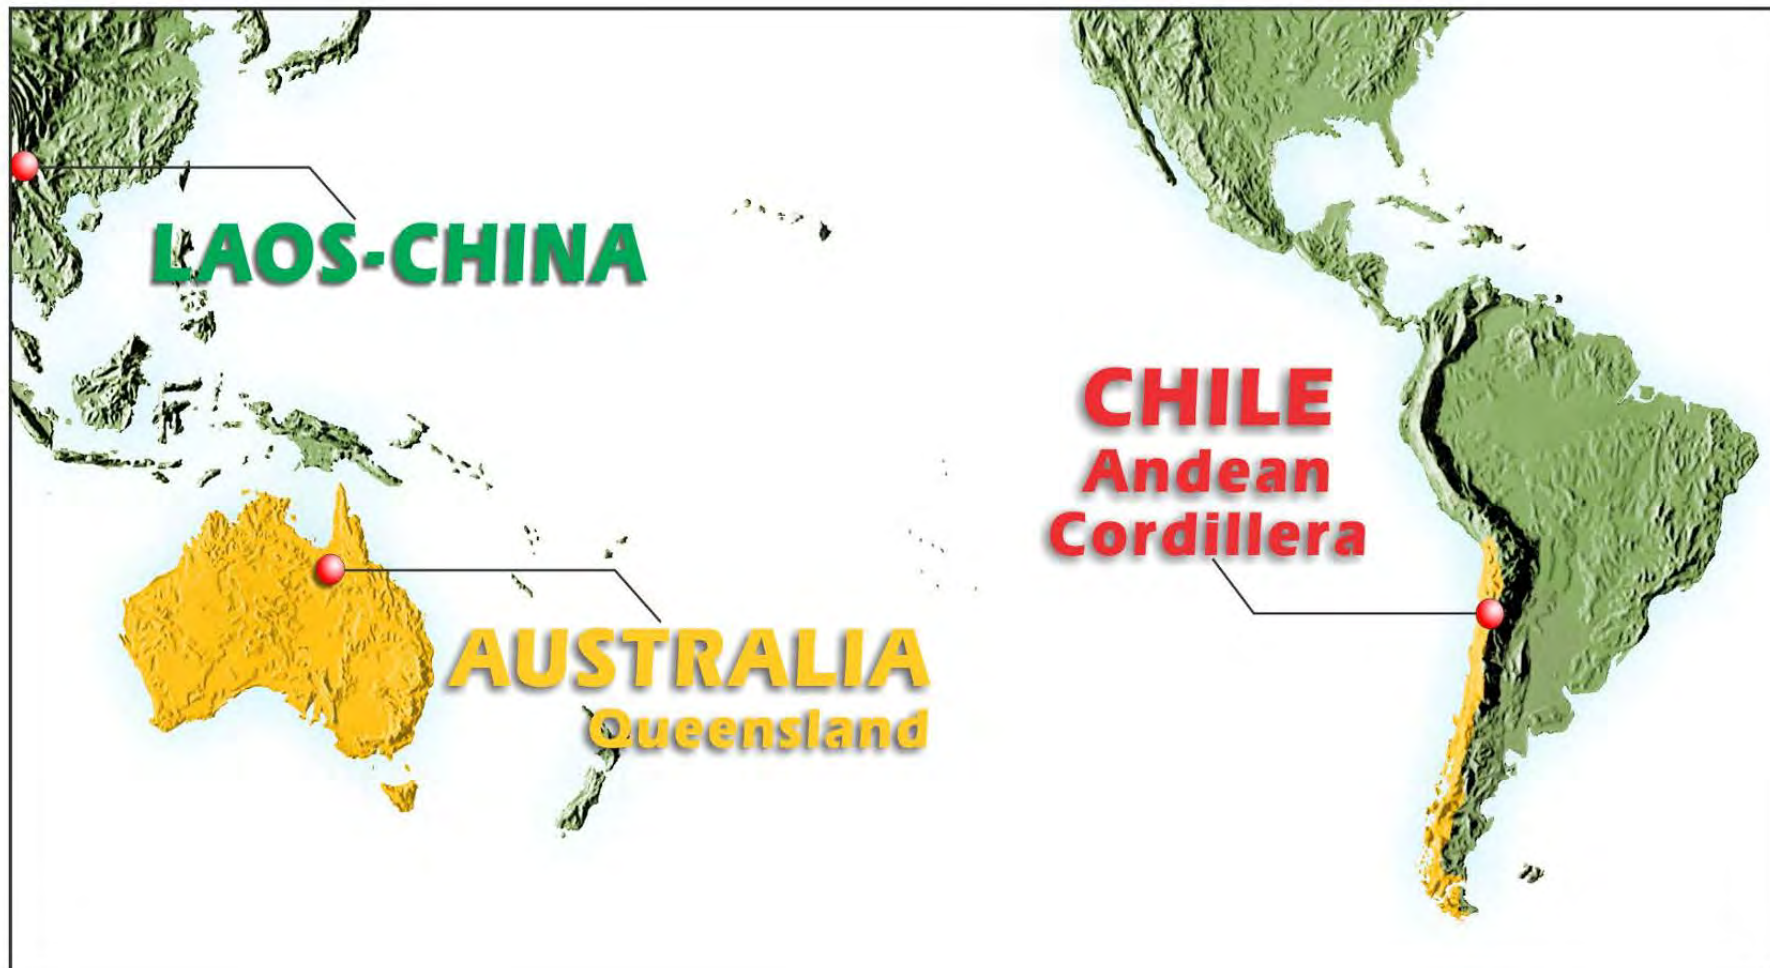 LAOS-CHINA
CHILE
Andean
Cordillera
AUSTRALIA
Queensland